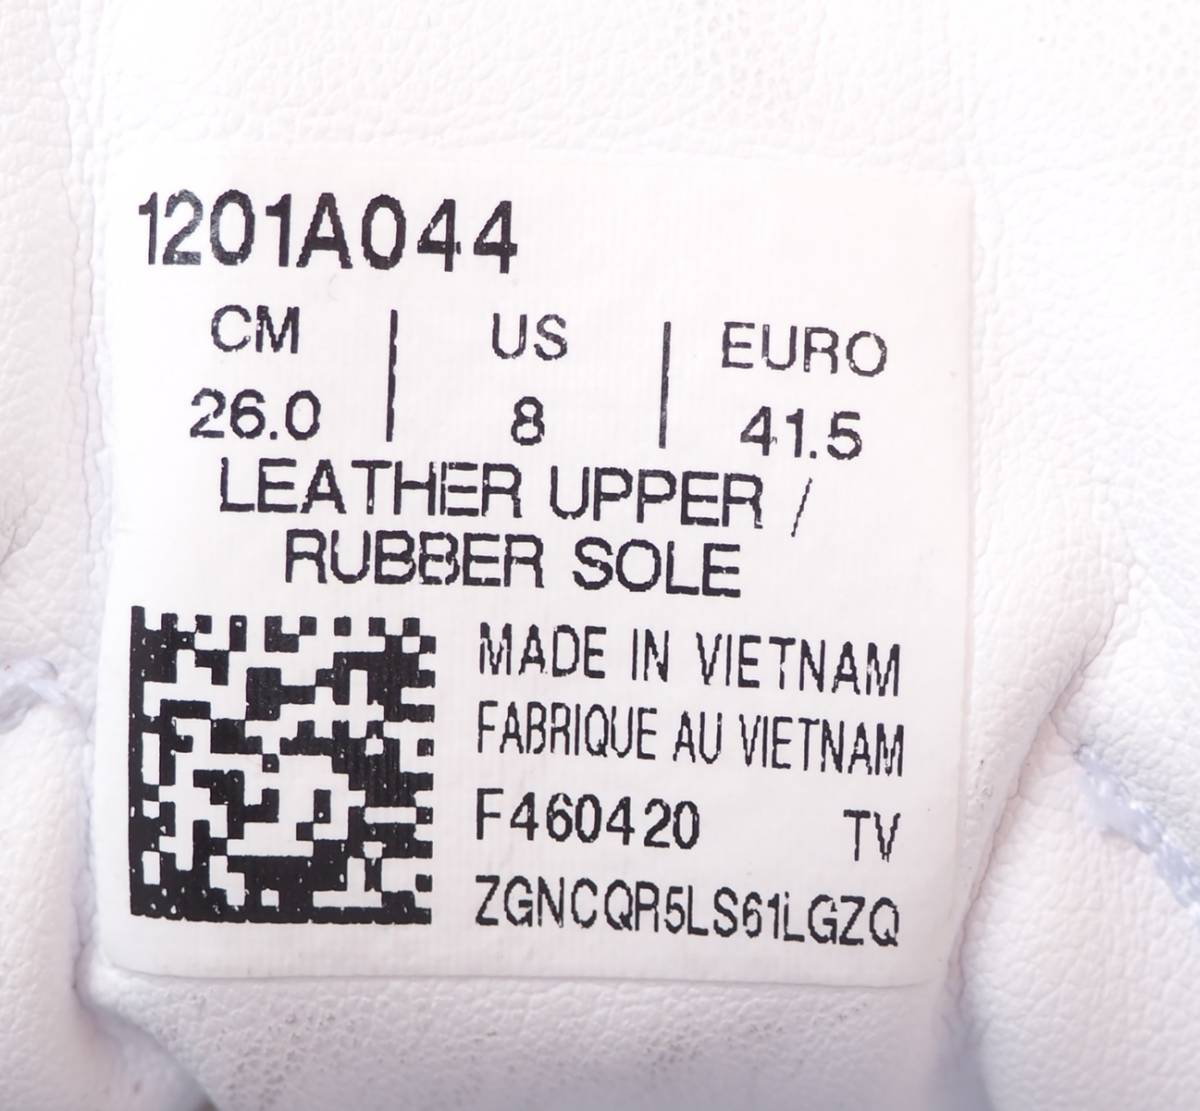 1201A044
CM | US | EURO
26.0 | 8 | 41.5
LEATHER UPPER /
RUBBER SOLE
MADE IN VIETNAM
FABRIQUE AU VIETNAM
F460420 TV
ZGNCQR5LS61LGZQ